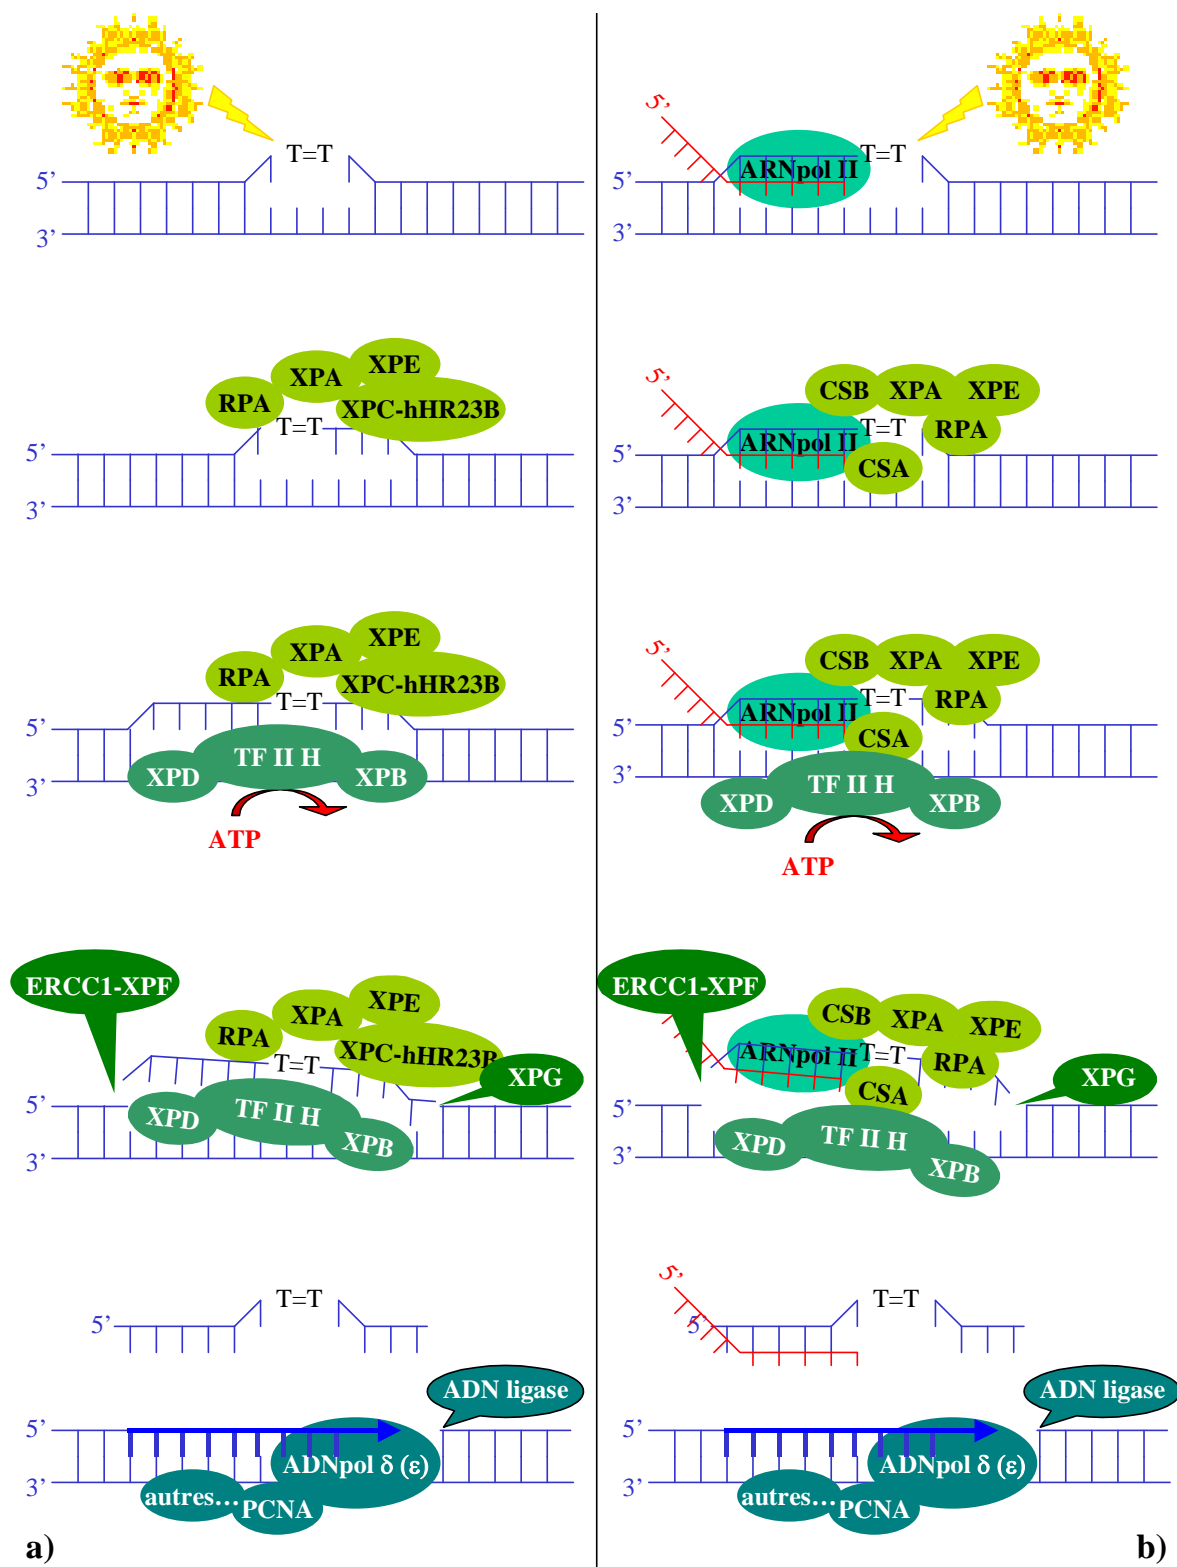 T=T
5’
3’
XPE
XPA
RPA
XPC-hHR23B
T=T
5’
3’
XPE
XPA
RPA
XPC-hHR23B
T=T
5’
TF II H
XPD
XPB
3’
ATP
ERCC1-XPF
XPE
XPA
RPA
XPC-hHR23B
T=T
XPG
5’
XPD
TF II H
XPB
3’
T=T
5’
ADN ligase
5’
ADNpol δ (ε)
3’
autres…
PCNA
a)
5’
T=T
ARNpol II
5’
3’
5’
CSB
XPA
XPE
T=T
RPA
ARNpol II
5’
CSA
3’
5’
CSB
XPA
XPE
T=T
RPA
ARNpol II
5’
CSA
3’
TF II H
XPD
XPB
ATP
ERCC1-XPF
CSB
XPA
XPE
ARNpol II
T=T
RPA
XPG
CSA
5’
XPD
TF II H
XPB
3’
5’
T=T
5’
ADN ligase
5’
ADNpol δ (ε)
3’
autres…
PCNA
b)